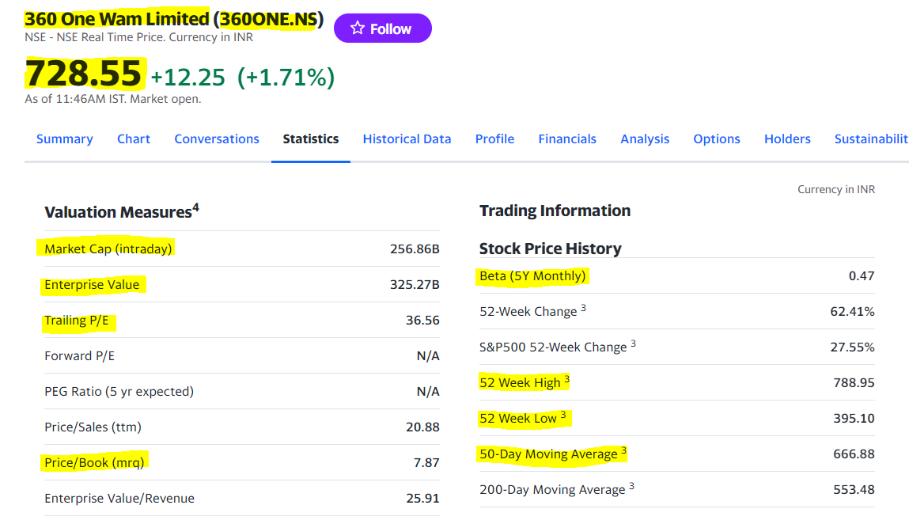 360 One Wam Limited (360ONE.NS)
Follow
NSE - NSE Real Time Price. Currency in INR
728.55 +12.25 (+1.71%)
As of 11:46AM IST. Market open.
Summary Chart Conversations Statistics Historical Data Profile Financials Analysis Options Holders Sustainabilit
Currency in INR
Valuation Measures4
Market Cap (intraday) 256.86B
Enterprise Value 325.27B
Trailing P/E 36.56
Forward P/E N/A
PEG Ratio (5 yr expected) N/A
Price/Sales (ttm) 20.88
Price/Book (mrq) 7.87
Enterprise Value/Revenue 25.91
Trading Information
Stock Price History
Beta (5Y Monthly) 0.47
52-Week Change 3 62.41%
S&P500 52-Week Change 3 27.55%
52 Week High 3 788.95
52 Week Low 3 395.10
50-Day Moving Average 3 666.88
200-Day Moving Average 3 553.48